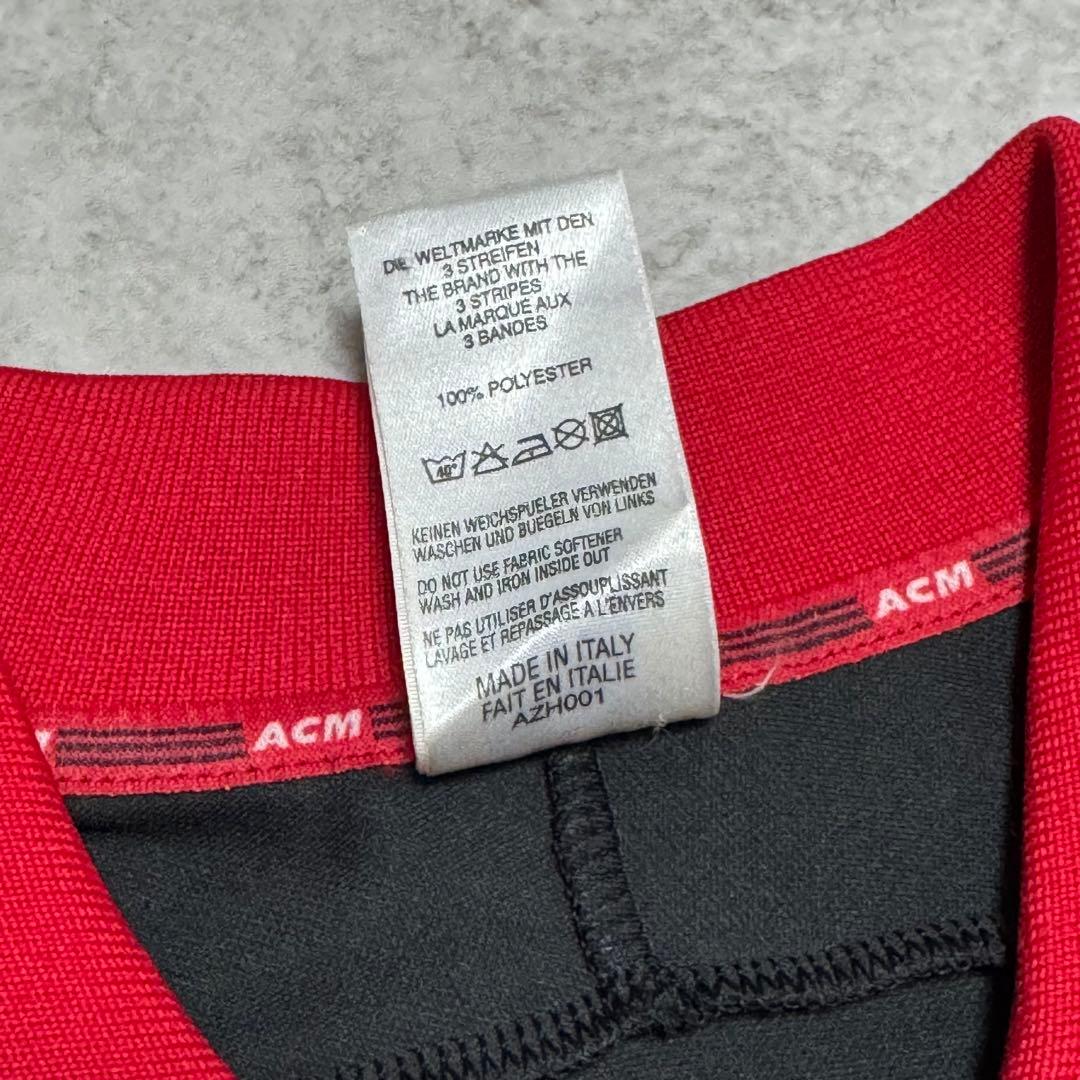 DIE WELTMARKE MIT DEN
3 STREIFEN
THE BRAND WITH THE
3 STRIPES
LA MARQUE AUX
3 BANDES
100% POLYESTER
40°
KEINEN WEICHSPUELER VERWENDEN
WASCHEN UND BUEGELN VON LINKS
DO NOT USE FABRIC SOFTENER
WASH AND IRON INSIDE OUT
NE PAS UTILISER D'ASSOUPLISSANT
LAVAGE ET REPASSAGE A L'ENVERS
MADE IN ITALY
FAIT EN ITALIE
AZH001
ACM
ACM